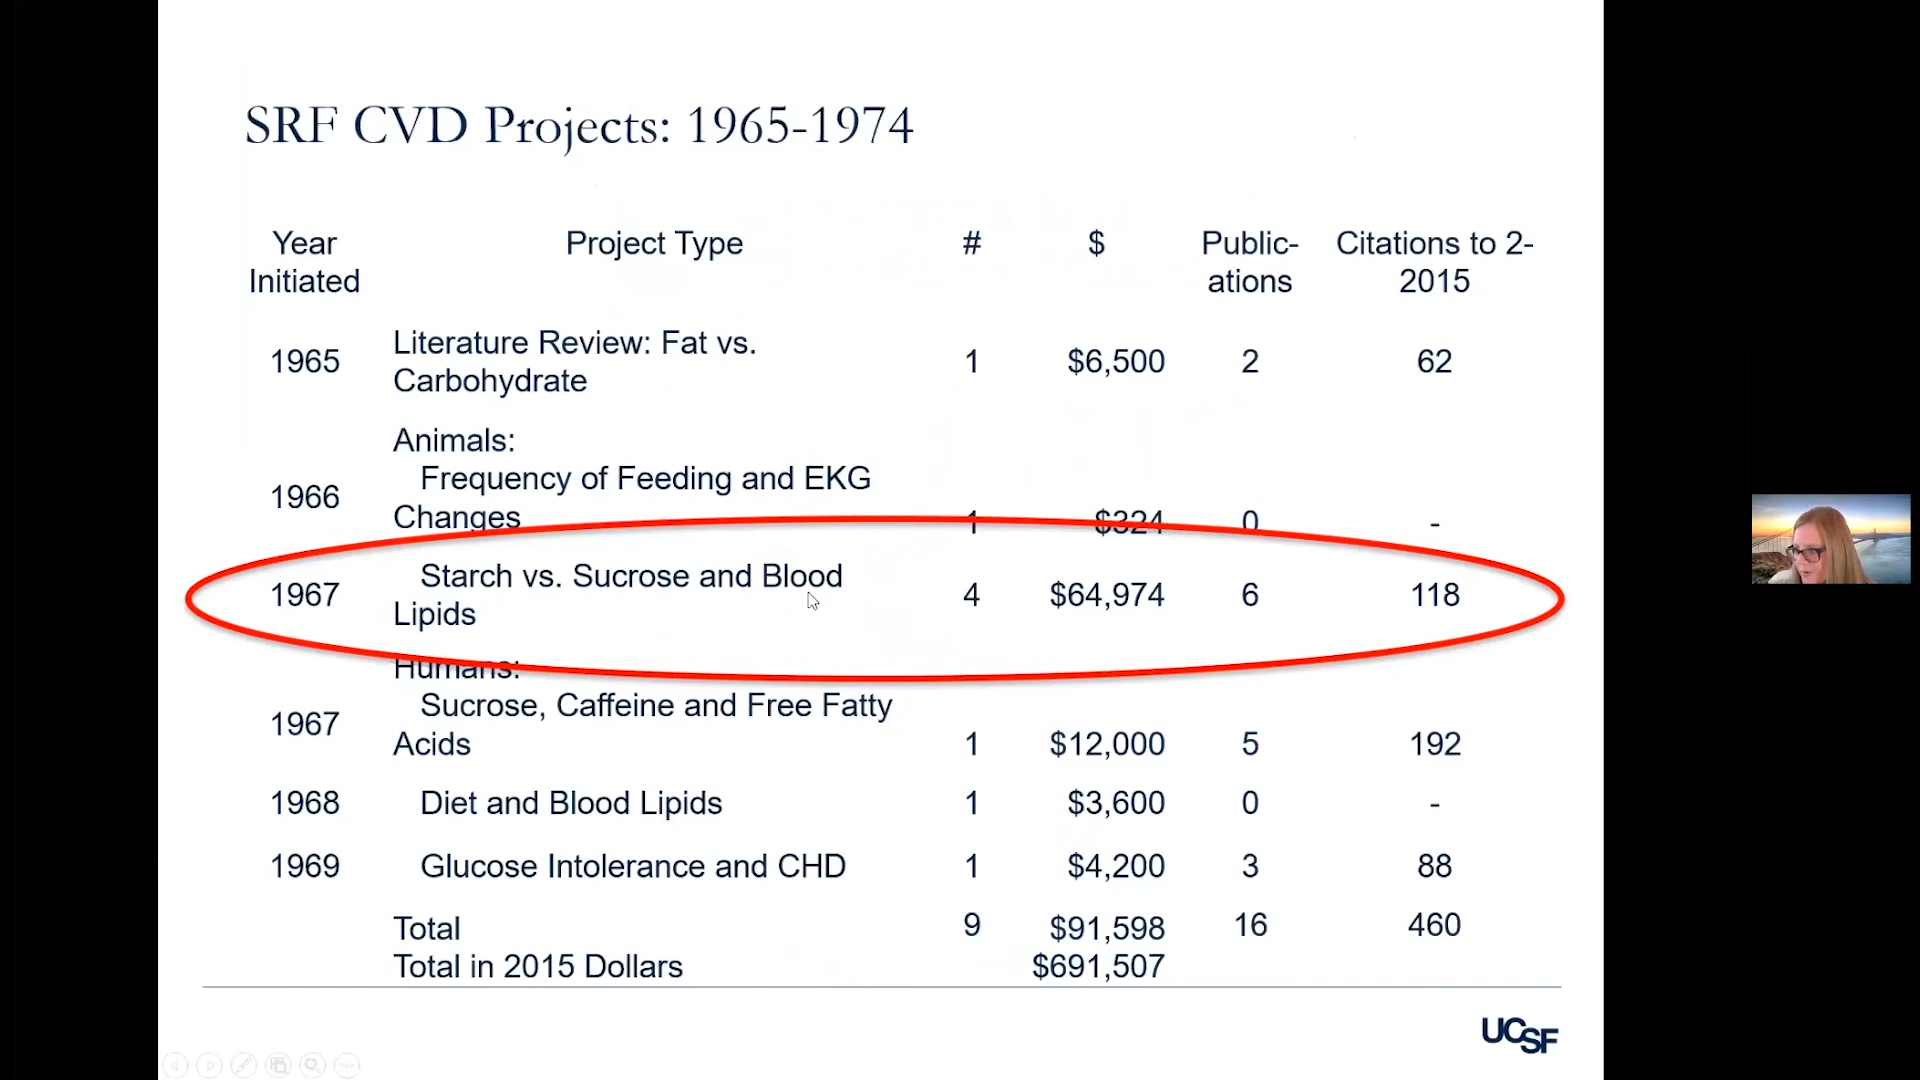 SRF CVD Projects: 1965-1974
Year Initiated Project Type # $ Public-ations Citations to 2-2015
1965 Literature Review: Fat vs. Carbohydrate 1 $6,500 2 62
Animals:
1966 Frequency of Feeding and EKG Changes 1 $324 0 -
1967 Starch vs. Sucrose and Blood Lipids 4 $64,974 6 118
Humans:
1967 Sucrose, Caffeine and Free Fatty Acids 1 $12,000 5 192
1968 Diet and Blood Lipids 1 $3,600 0 -
1969 Glucose Intolerance and CHD 1 $4,200 3 88
Total 9 $91,598 16 460
Total in 2015 Dollars $691,507
UCSF